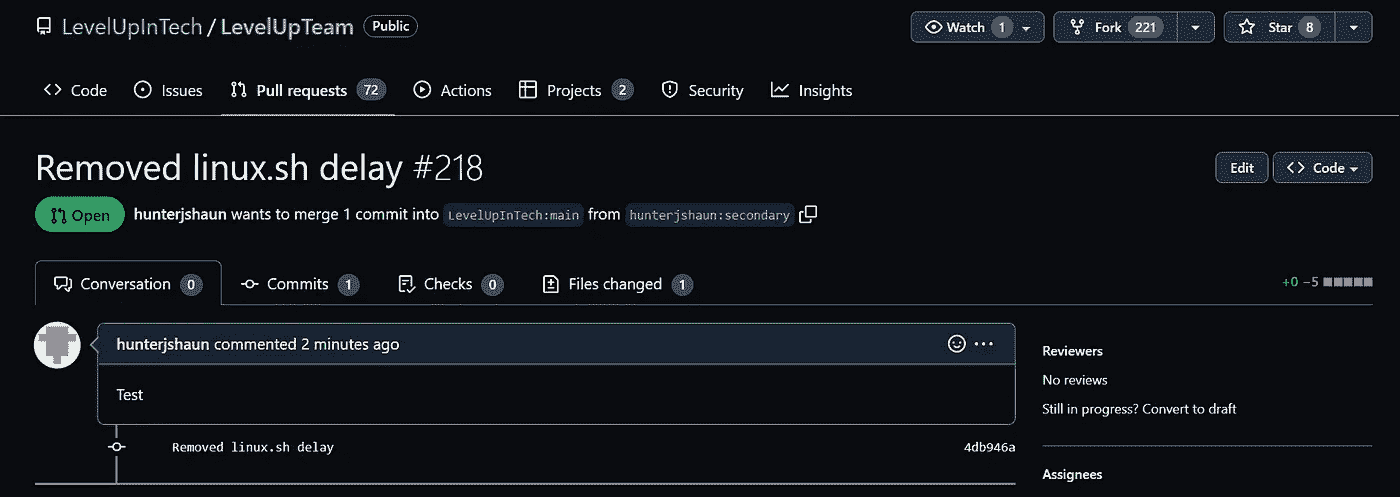 LevelUpInTech / LevelUpTeam Public Watch 1 Fork 221 Star 8
Code Issues Pull requests 72 Actions Projects 2 Security Insights
Removed linux.sh delay #218 Edit Code
Open hunterjshaun wants to merge 1 commit into LevelUpInTech:main from hunterjshaun:secondary
Conversation 0 Commits 1 Checks 0 Files changed 1 +0 −5
hunterjshaun commented 2 minutes ago
Test
Removed linux.sh delay 4db946a
Reviewers
No reviews
Still in progress? Convert to draft
Assignees